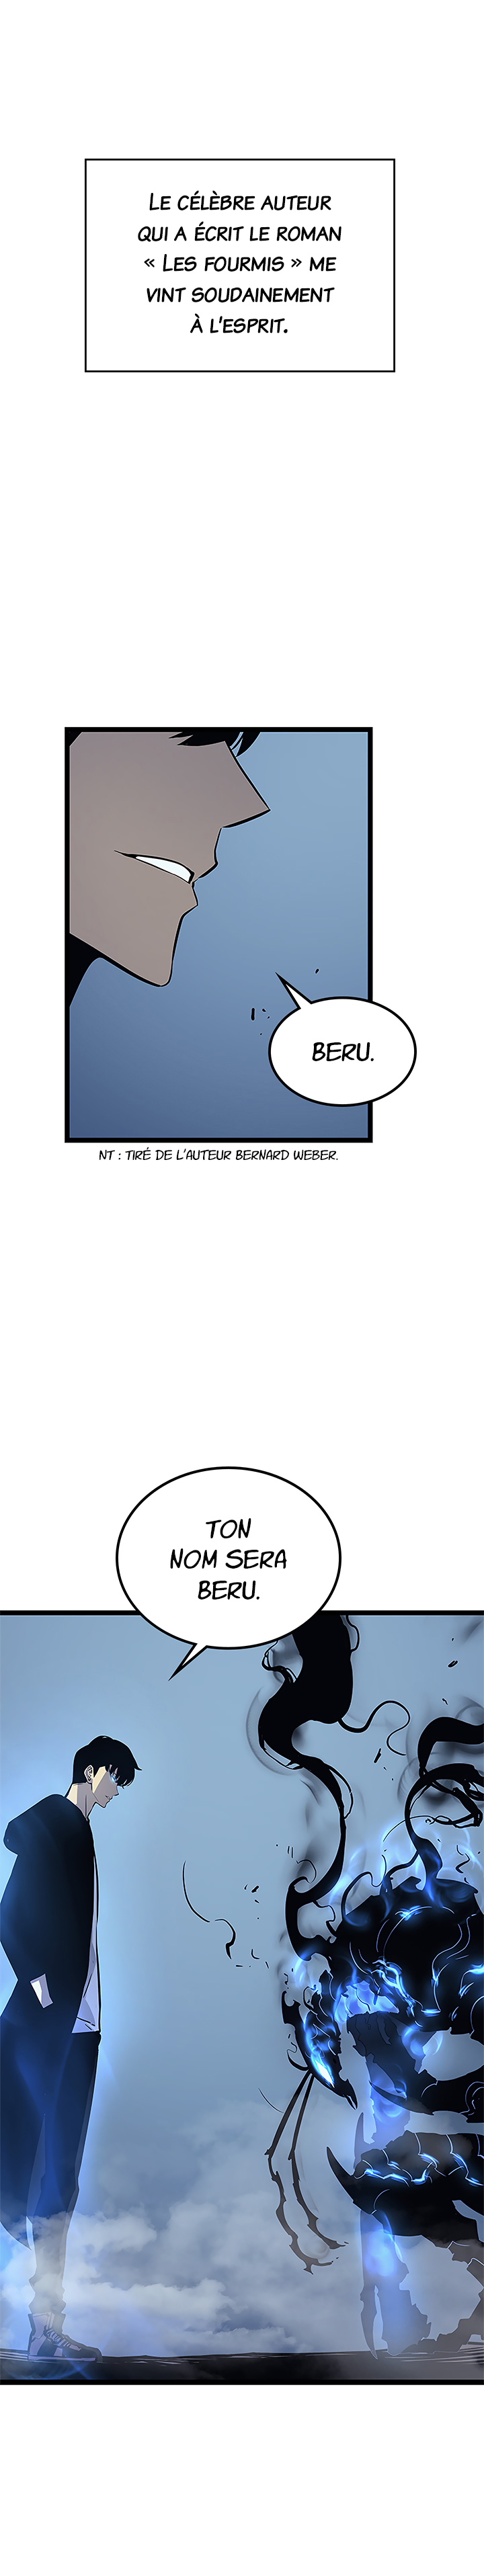 LE CÉLÈBRE AUTEUR
QUI A ÉCRIT LE ROMAN
« LES FOURMIS » ME
VINT SOUDAINEMENT
À L'ESPRIT.
BERU.
NT : TIRÉ DE L'AUTEUR BERNARD WEBER.
TON
NOM SERA
BERU.